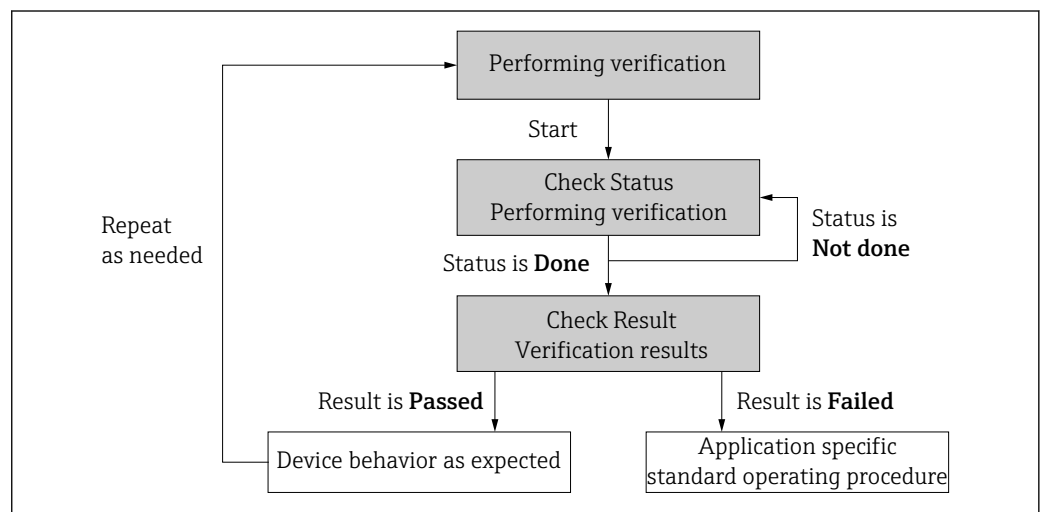 Performing verification
Start
Check Status
Performing verification
Repeat
as needed
Status is
Not done
Status is Done
Check Result
Verification results
Result is Passed
Result is Failed
Device behavior as expected
Application specific
standard operating procedure